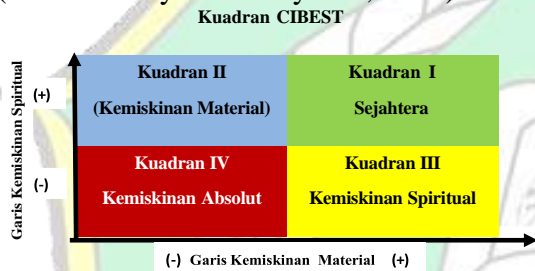 Kuadran CIBEST
Kuadran II
(Kemiskinan Material)
Kuadran I
Sejahtera
Kuadran IV
Kemiskinan Absolut
Kuadran III
Kemiskinan Spiritual
Garis Kemiskinan Spiritual
(+)
(-)
(-) Garis Kemiskinan Material (+)